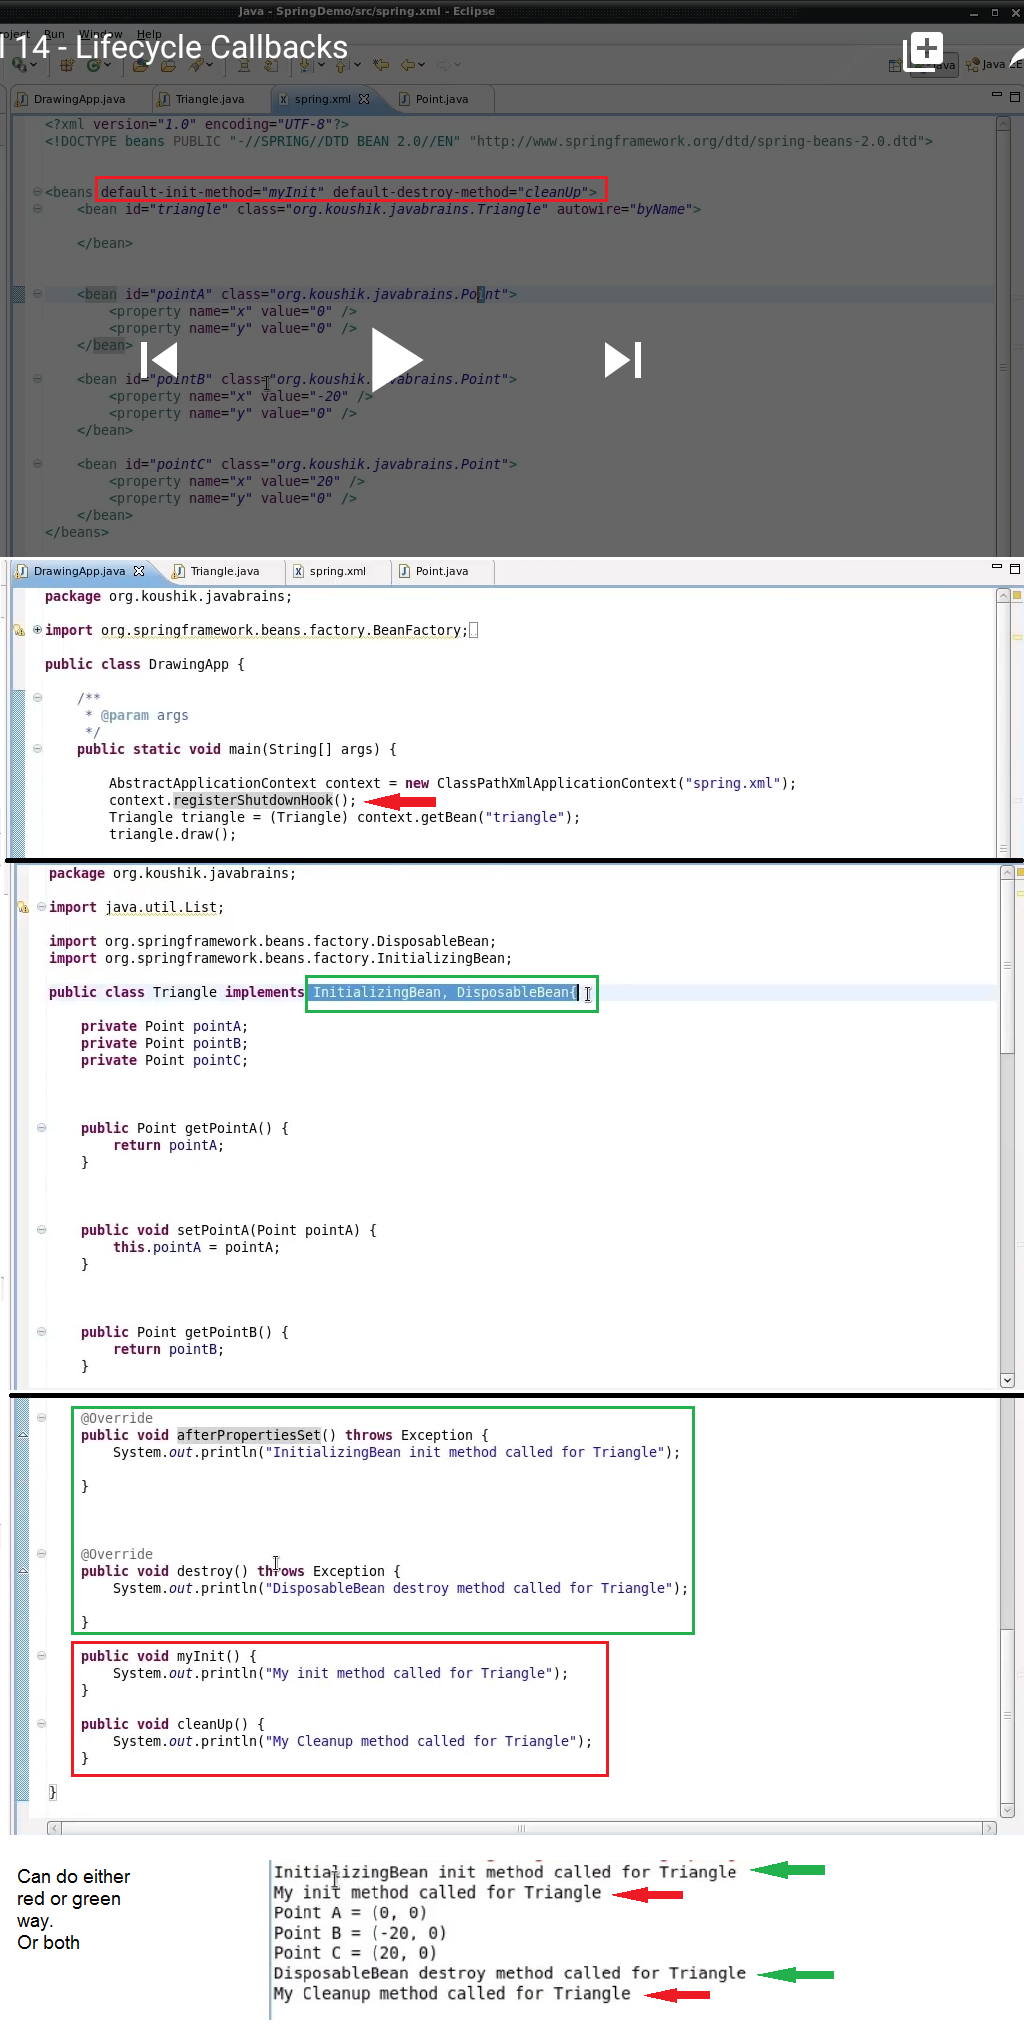 Java - SpringDemo/src/spring.xml - Eclipse
roject Run Window Help
l 14 - Lifecycle Callbacks
Java Java EE
DrawingApp.java Triangle.java spring.xml Point.java
<?xml version="1.0" encoding="UTF-8"?>
<!DOCTYPE beans PUBLIC "-//SPRING//DTD BEAN 2.0//EN" "http://www.springframework.org/dtd/spring-beans-2.0.dtd">
<beans default-init-method="myInit" default-destroy-method="cleanUp">
<bean id="triangle" class="org.koushik.javabrains.Triangle" autowire="byName">
</bean>
<bean id="pointA" class="org.koushik.javabrains.Point">
<property name="x" value="0" />
<property name="y" value="0" />
</bean>
<bean id="pointB" class="org.koushik.javabrains.Point">
<property name="x" value="-20" />
<property name="y" value="0" />
</bean>
<bean id="pointC" class="org.koushik.javabrains.Point">
<property name="x" value="20" />
<property name="y" value="0" />
</bean>
</beans>
DrawingApp.java Triangle.java spring.xml Point.java
package org.koushik.javabrains;
import org.springframework.beans.factory.BeanFactory;
public class DrawingApp {
/**
* @param args
*/
public static void main(String[] args) {
AbstractApplicationContext context = new ClassPathXmlApplicationContext("spring.xml");
context.registerShutdownHook();
Triangle triangle = (Triangle) context.getBean("triangle");
triangle.draw();
package org.koushik.javabrains;
import java.util.List;
import org.springframework.beans.factory.DisposableBean;
import org.springframework.beans.factory.InitializingBean;
public class Triangle implements InitializingBean, DisposableBean{
private Point pointA;
private Point pointB;
private Point pointC;
public Point getPointA() {
return pointA;
}
public void setPointA(Point pointA) {
this.pointA = pointA;
}
public Point getPointB() {
return pointB;
}
@Override
public void afterPropertiesSet() throws Exception {
System.out.println("InitializingBean init method called for Triangle");
}
@Override
public void destroy() throws Exception {
System.out.println("DisposableBean destroy method called for Triangle");
}
public void myInit() {
System.out.println("My init method called for Triangle");
}
public void cleanUp() {
System.out.println("My Cleanup method called for Triangle");
}
}
Can do either
red or green
way.
Or both
InitializingBean init method called for Triangle
My init method called for Triangle
Point A = (0, 0)
Point B = (-20, 0)
Point C = (20, 0)
DisposableBean destroy method called for Triangle
My Cleanup method called for Triangle